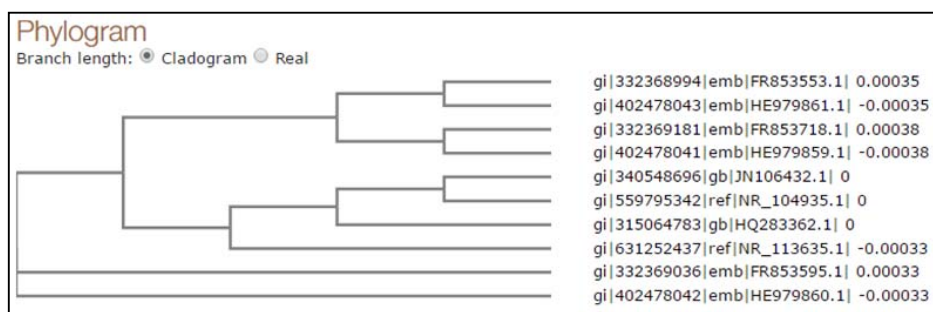 Phylogram
Branch length: Cladogram Real
gi|332368994|emb|FR853553.1| 0.00035
gi|402478043|emb|HE979861.1| -0.00035
gi|332369181|emb|FR853718.1| 0.00038
gi|402478041|emb|HE979859.1| -0.00038
gi|340548696|gb|JN106432.1| 0
gi|559795342|ref|NR_104935.1| 0
gi|315064783|gb|HQ283362.1| 0
gi|631252437|ref|NR_113635.1| -0.00033
gi|332369036|emb|FR853595.1| 0.00033
gi|402478042|emb|HE979860.1| -0.00033